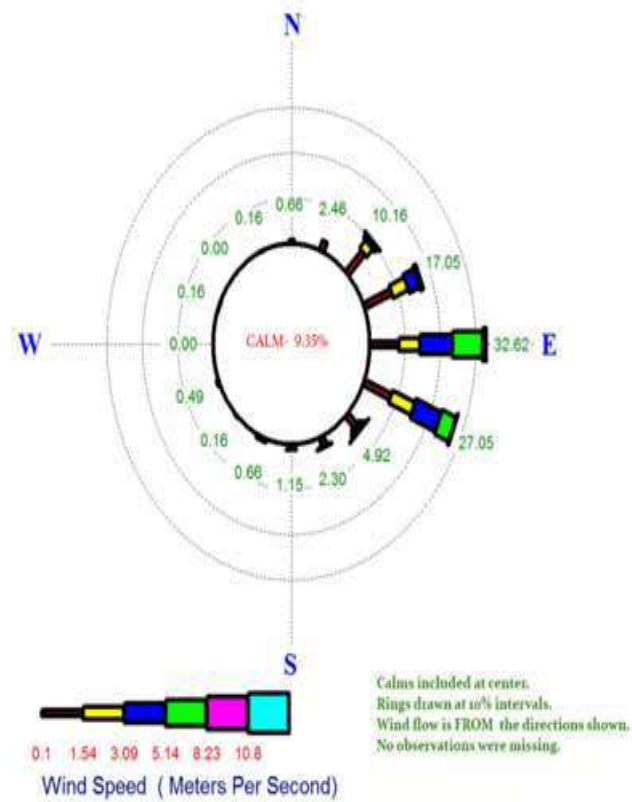 N
0.66
0.16
2.46
10.16
0.00
17.05
0.16
W
0.00
CALM- 9.35%
32.62
E
0.49
27.05
0.16
4.92
0.66
2.30
1.15
S
Calms included at center.
Rings drawn at 10% intervals.
Wind flow is FROM the directions shown.
No observations were missing.
0.1 1.54 3.09 5.14 8.23 10.8
Wind Speed ( Meters Per Second)